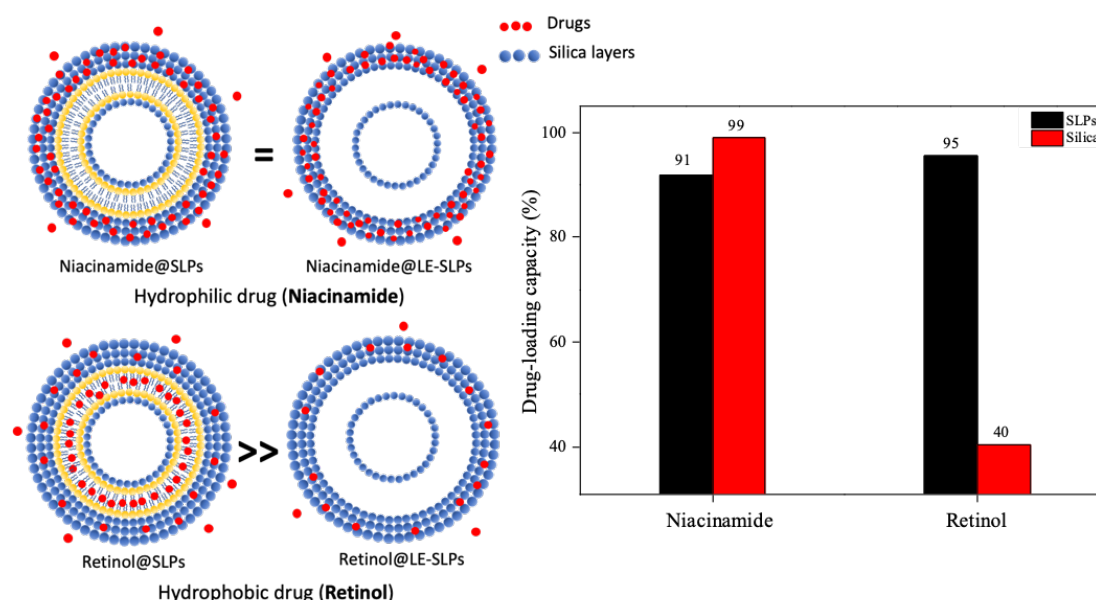 Drugs
Silica layers
=
Niacinamide@SLPs
Niacinamide@LE-SLPs
Hydrophilic drug (Niacinamide)
>>
Retinol@SLPs
Retinol@LE-SLPs
Hydrophobic drug (Retinol)
SLPs
Silica
Drug-loading capacity (%)
100
80
60
40
91
99
95
40
Niacinamide
Retinol